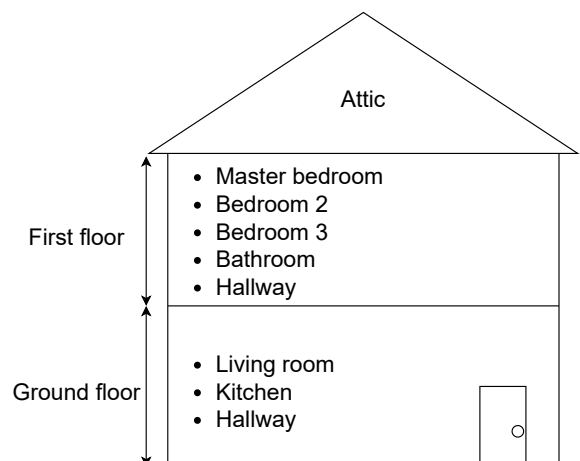 Attic
First floor
• Master bedroom
• Bedroom 2
• Bedroom 3
• Bathroom
• Hallway
Ground floor
• Living room
• Kitchen
• Hallway